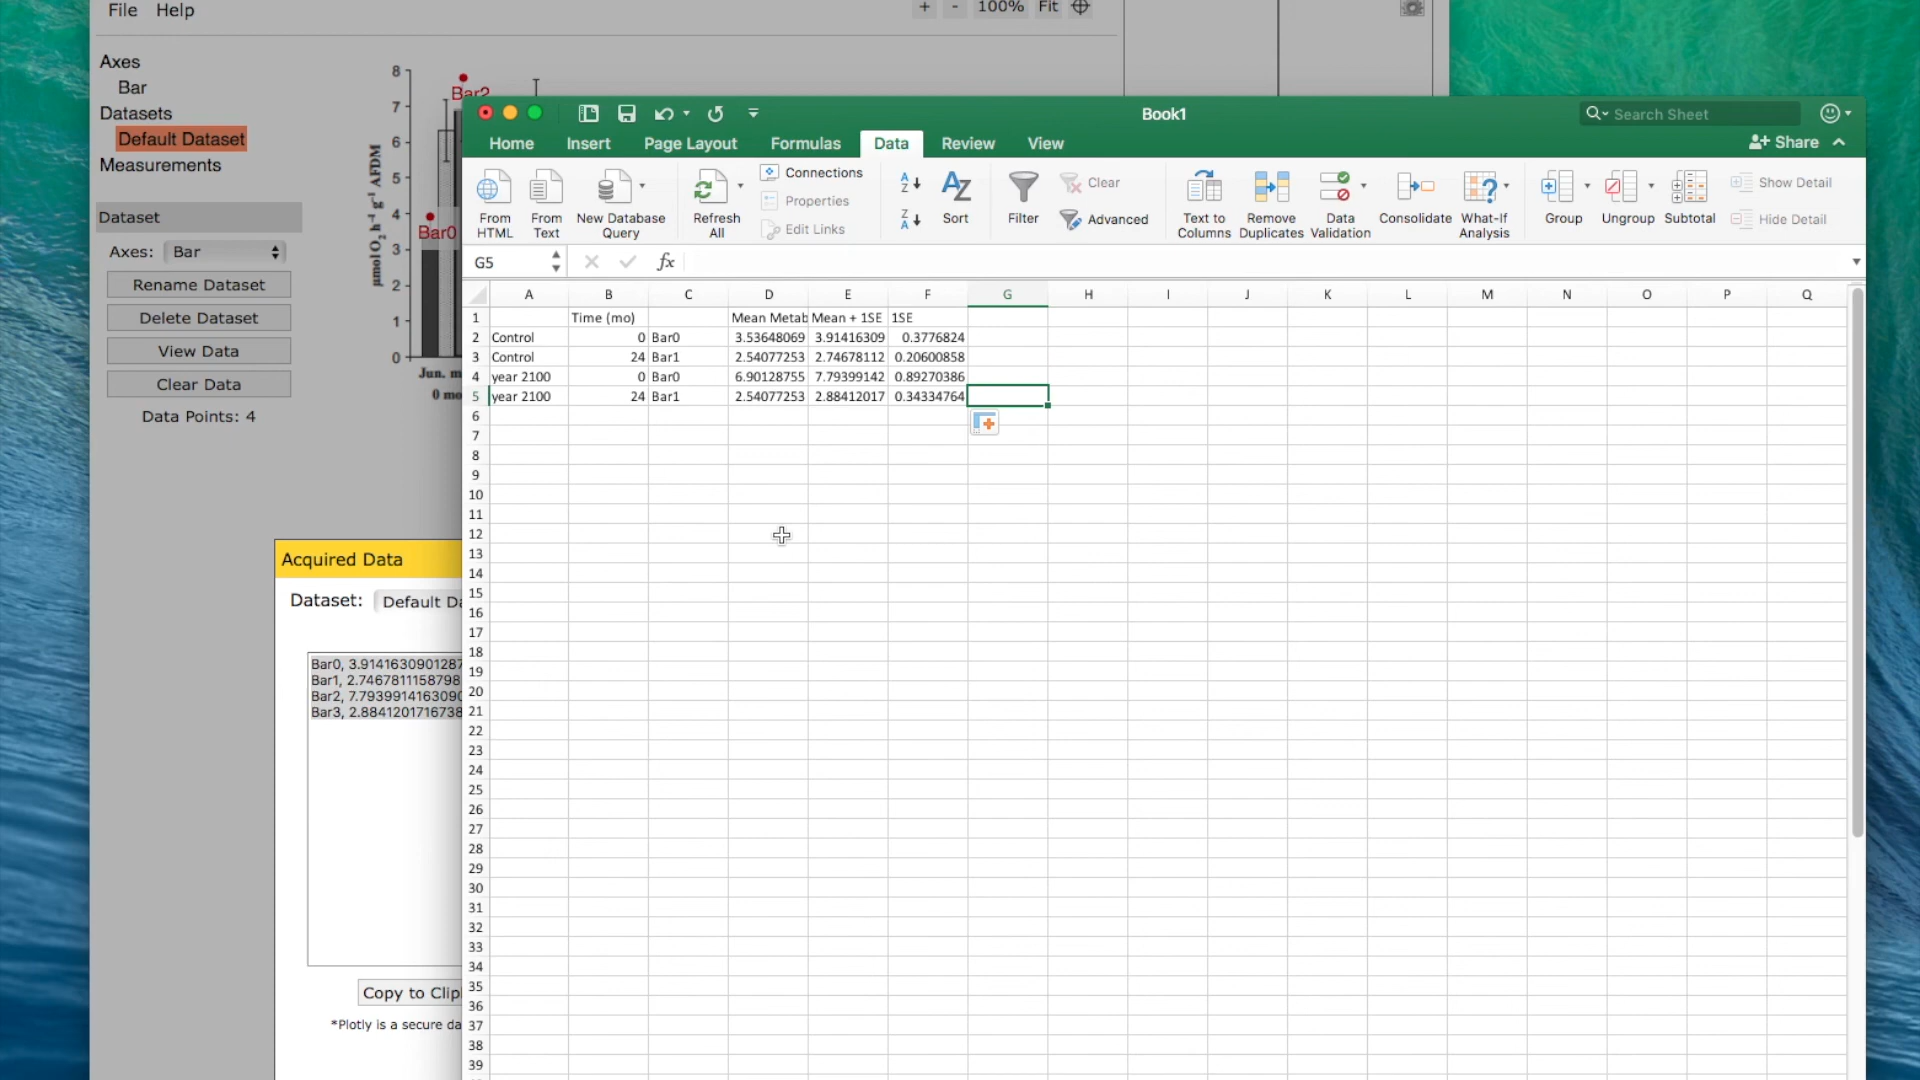 File Help
+ - 100% Fit
Axes
Bar
Datasets
Default Dataset
Measurements
Dataset
Axes: Bar
Rename Dataset
Delete Dataset
View Data
Clear Data
Data Points: 4
8
7
6
5
4
3
2
1
0
µmol O₂ h⁻¹ g⁻¹ AFDM
Bar2
Bar0
Jun. m
0 mo
Acquired Data
Dataset: Default Da
Bar0, 3.9141630901287
Bar1, 2.7467811158798
Bar2, 7.7939914163090
Bar3, 2.8841201716738
Copy to Clip
*Plotly is a secure da
Book1
Search Sheet
Home Insert Page Layout Formulas Data Review View
Share
From HTML
From Text
New Database Query
Refresh All
Connections
Properties
Edit Links
Sort
Filter
Clear
Advanced
Text to Columns
Remove Duplicates
Data Validation
Consolidate
What-If Analysis
Group
Ungroup
Subtotal
Show Detail
Hide Detail
G5 fx
A B C D E F G H I J K L M N O P Q
1 Time (mo) Mean Metab Mean + 1SE 1SE
2 Control 0 Bar0 3.53648069 3.91416309 0.3776824
3 Control 24 Bar1 2.54077253 2.74678112 0.20600858
4 year 2100 0 Bar0 6.90128755 7.79399142 0.89270386
5 year 2100 24 Bar1 2.54077253 2.88412017 0.34334764
6
7
8
9
10
11
12
13
14
15
16
17
18
19
20
21
22
23
24
25
26
27
28
29
30
31
32
33
34
35
36
37
38
39